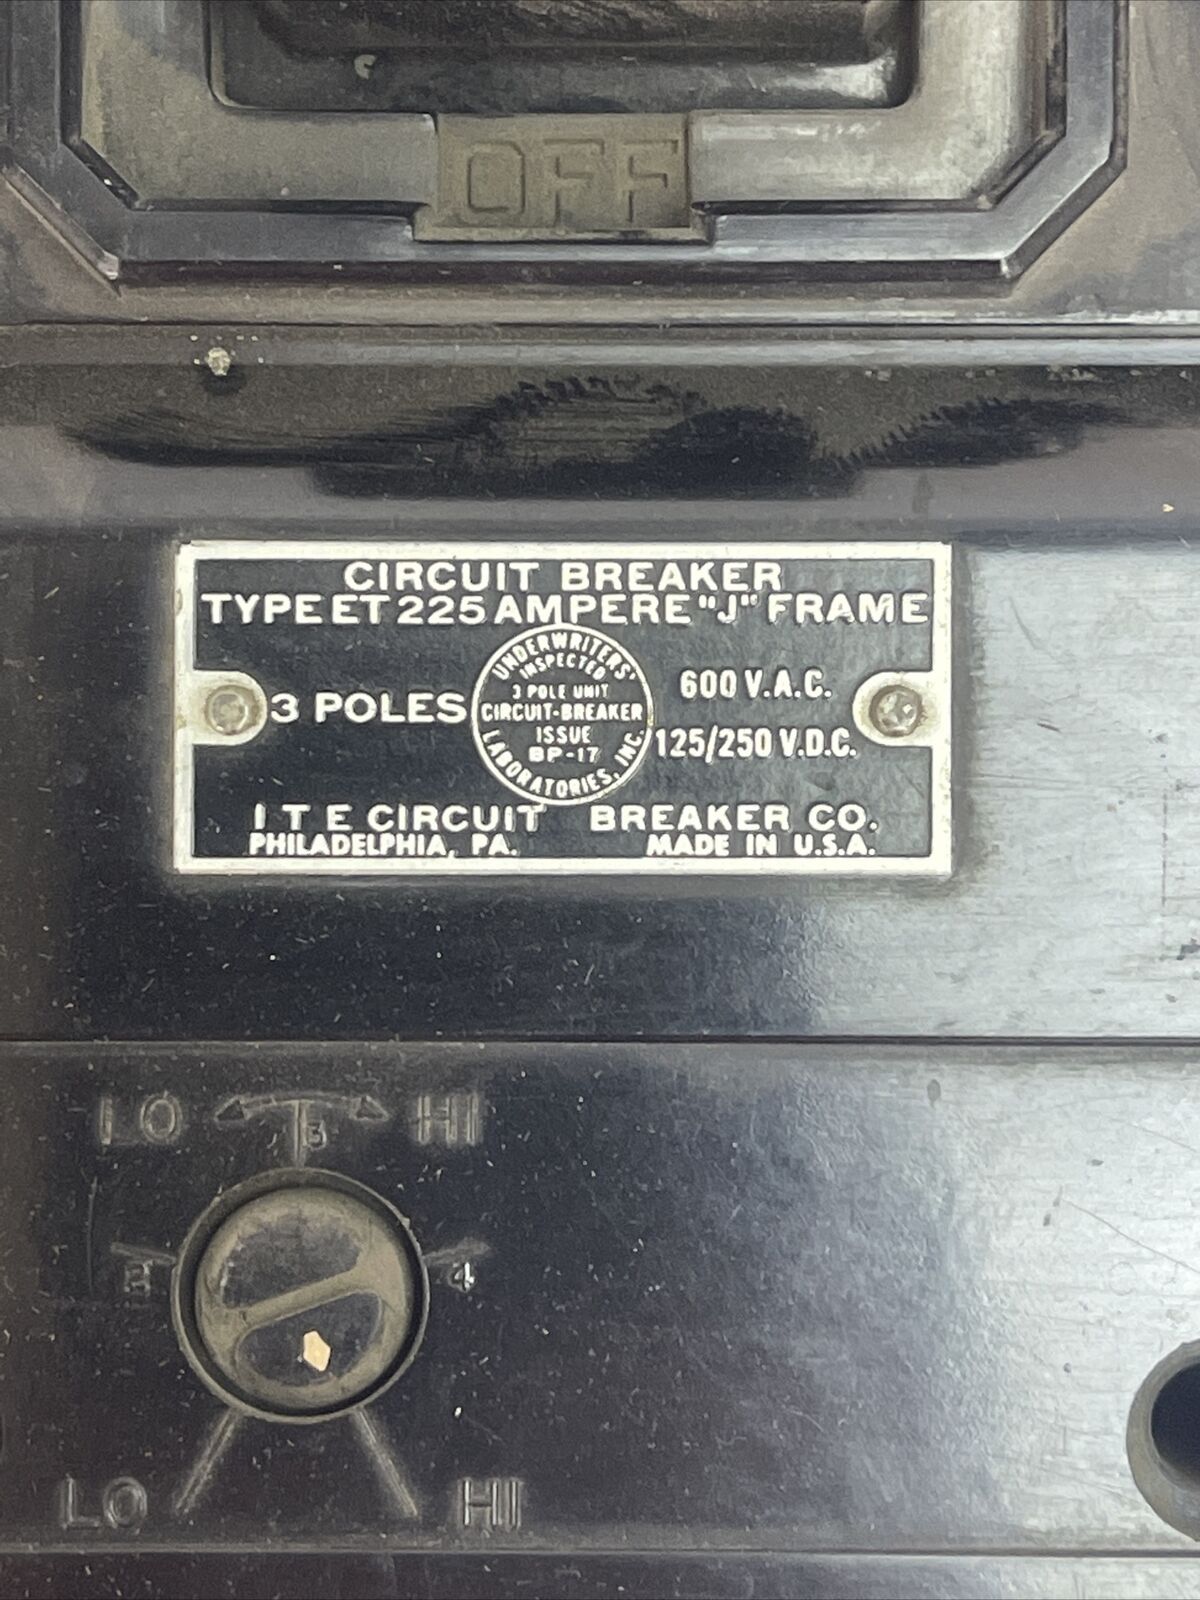 OFF
CIRCUIT BREAKER
TYPE ET 225 AMPERE "J" FRAME
3 POLES
UNDERWRITERS'
INSPECTED
3 POLE UNIT
CIRCUIT-BREAKER
ISSUE
BP-17
LABORATORIES, INC.
600 V.A.C.
125/250 V.D.C.
I T E CIRCUIT BREAKER CO.
PHILADELPHIA, PA. MADE IN U.S.A.
LO HI
4
LO HI